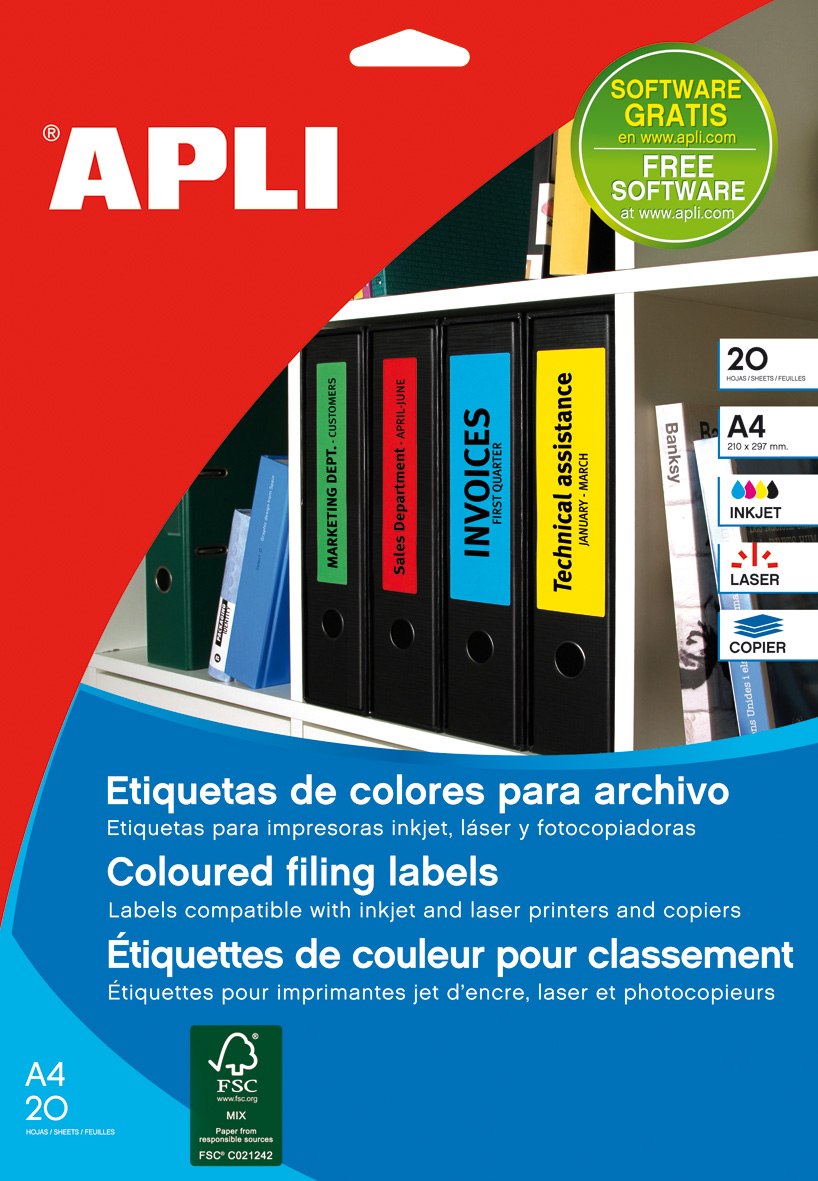 ® APLI
SOFTWARE
GRATIS
en www.apli.com
FREE
SOFTWARE
at www.apli.com
MARKETING DEPT. - CUSTOMERS
Sales Department - APRIL-JUNE
INVOICES
FIRST QUARTER
Technical assistance
JANUARY - MARCH
Banksy
20
HOJAS / SHEETS / FEUILLES
A4
210 x 297 mm.
INKJET
LASER
COPIER
PACKAGING
IDENTITY
Etiquetas de colores para archivo
Etiquetas para impresoras inkjet, láser y fotocopiadoras
Coloured filing labels
Labels compatible with inkjet and laser printers and copiers
Étiquettes de couleur pour classement
Étiquettes pour imprimantes jet d'encre, laser et photocopieurs
A4
20
HOJAS / SHEETS / FEUILLES
®
FSC
www.fsc.org
MIX
Paper from
responsible sources
FSC® C021242